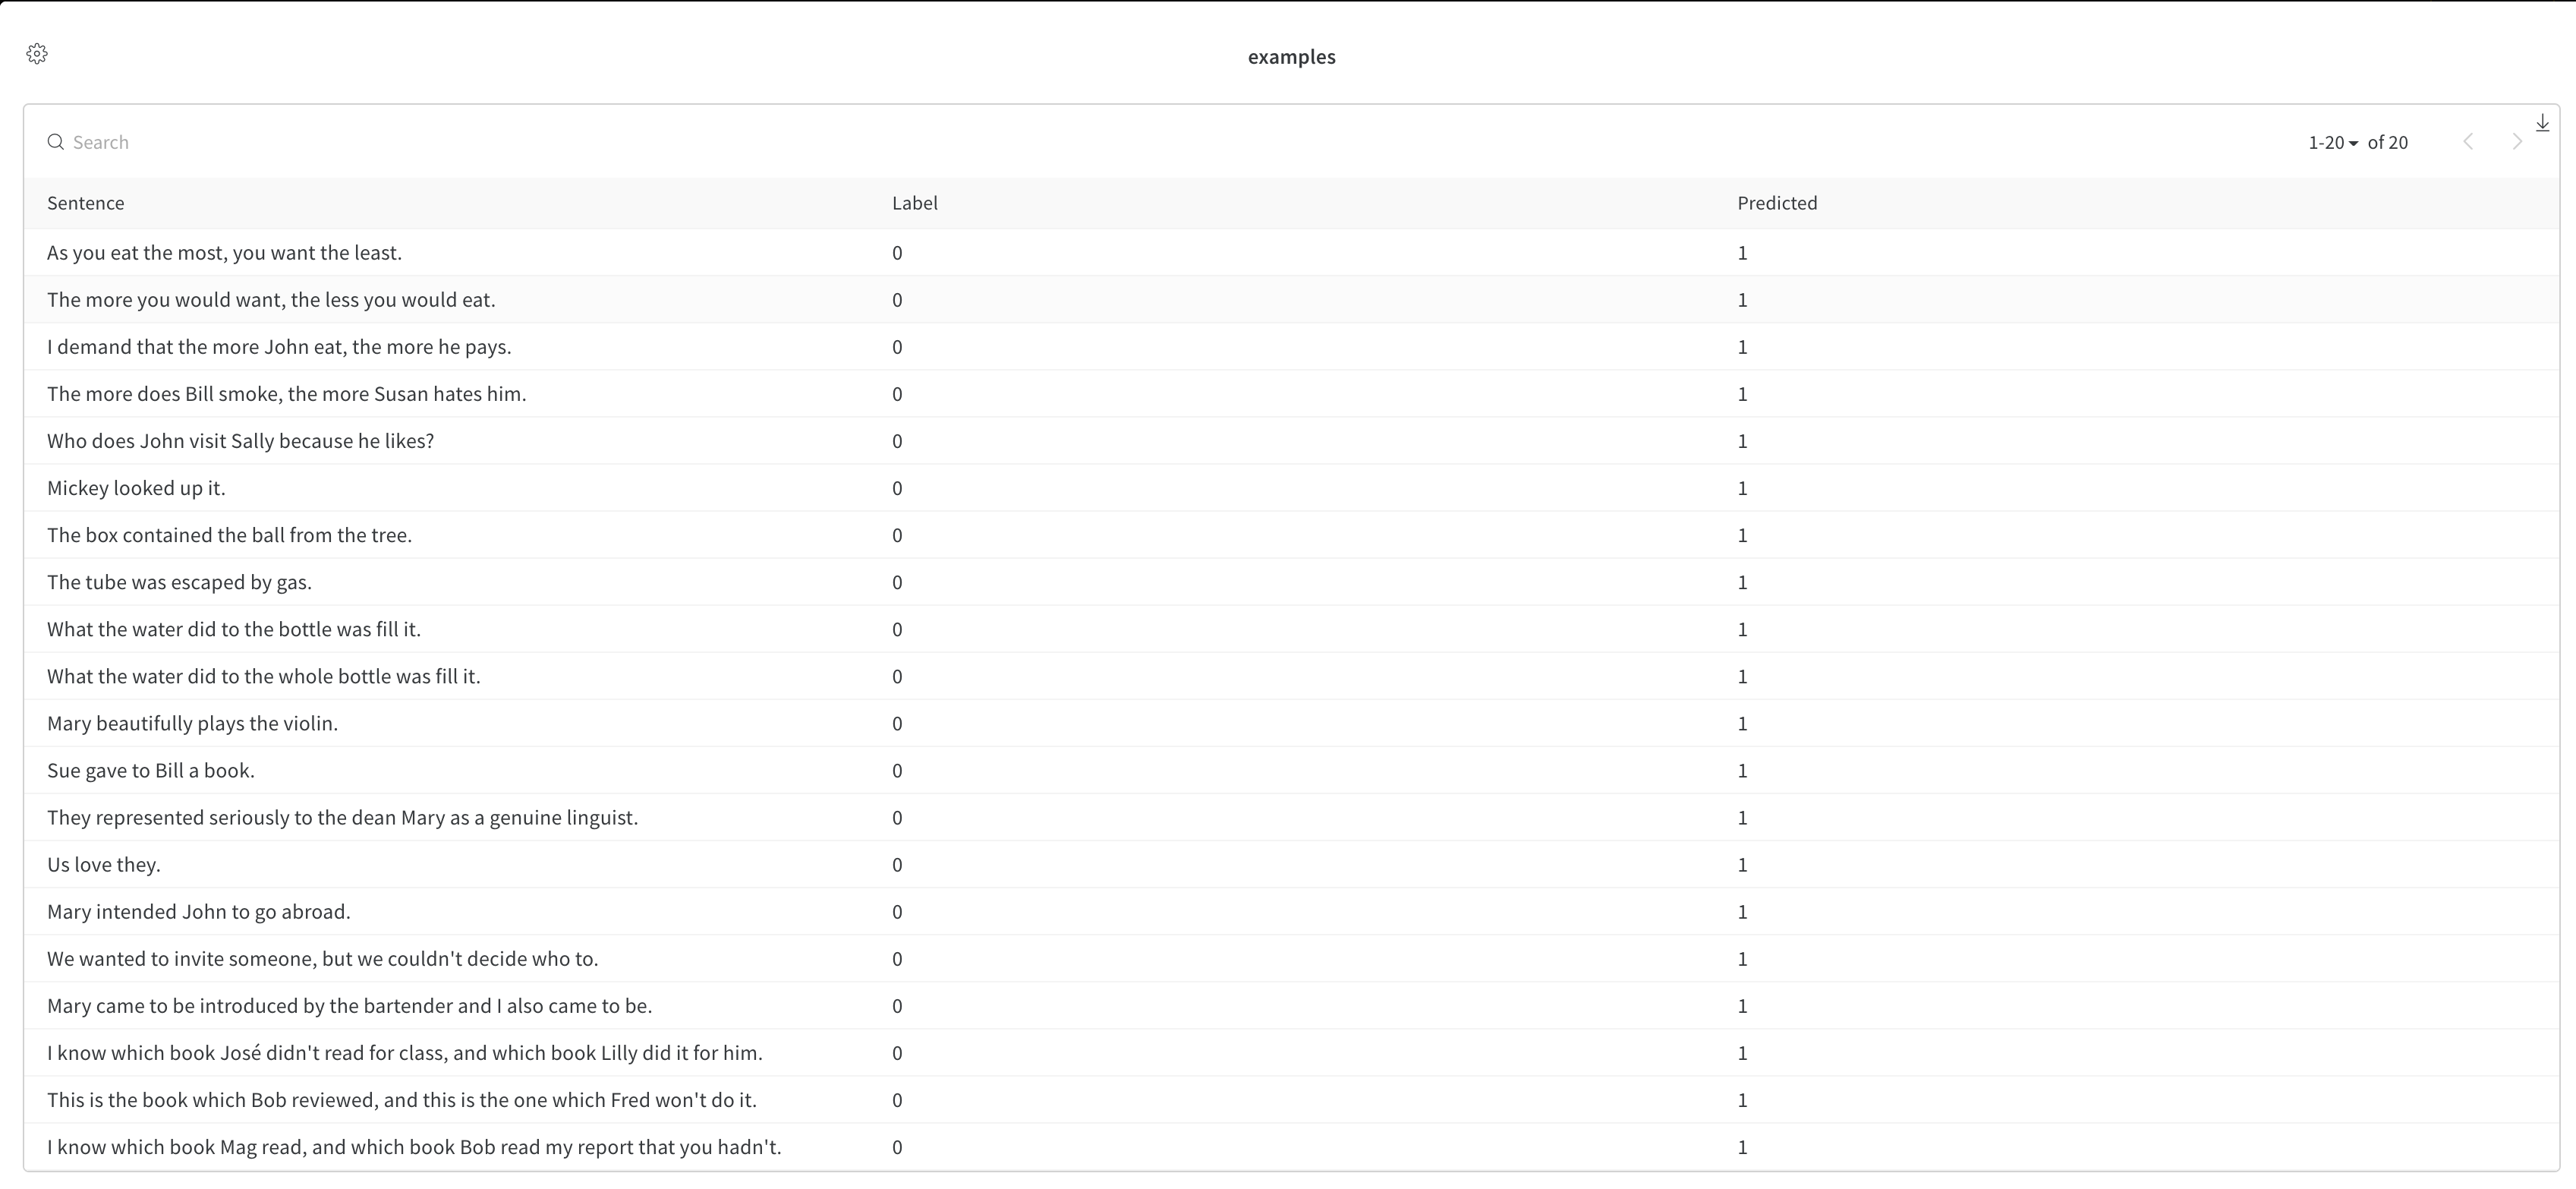 examples
Search
1-20 of 20
Sentence Label Predicted
As you eat the most, you want the least. 0 1
The more you would want, the less you would eat. 0 1
I demand that the more John eat, the more he pays. 0 1
The more does Bill smoke, the more Susan hates him. 0 1
Who does John visit Sally because he likes? 0 1
Mickey looked up it. 0 1
The box contained the ball from the tree. 0 1
The tube was escaped by gas. 0 1
What the water did to the bottle was fill it. 0 1
What the water did to the whole bottle was fill it. 0 1
Mary beautifully plays the violin. 0 1
Sue gave to Bill a book. 0 1
They represented seriously to the dean Mary as a genuine linguist. 0 1
Us love they. 0 1
Mary intended John to go abroad. 0 1
We wanted to invite someone, but we couldn't decide who to. 0 1
Mary came to be introduced by the bartender and I also came to be. 0 1
I know which book José didn't read for class, and which book Lilly did it for him. 0 1
This is the book which Bob reviewed, and this is the one which Fred won't do it. 0 1
I know which book Mag read, and which book Bob read my report that you hadn't. 0 1